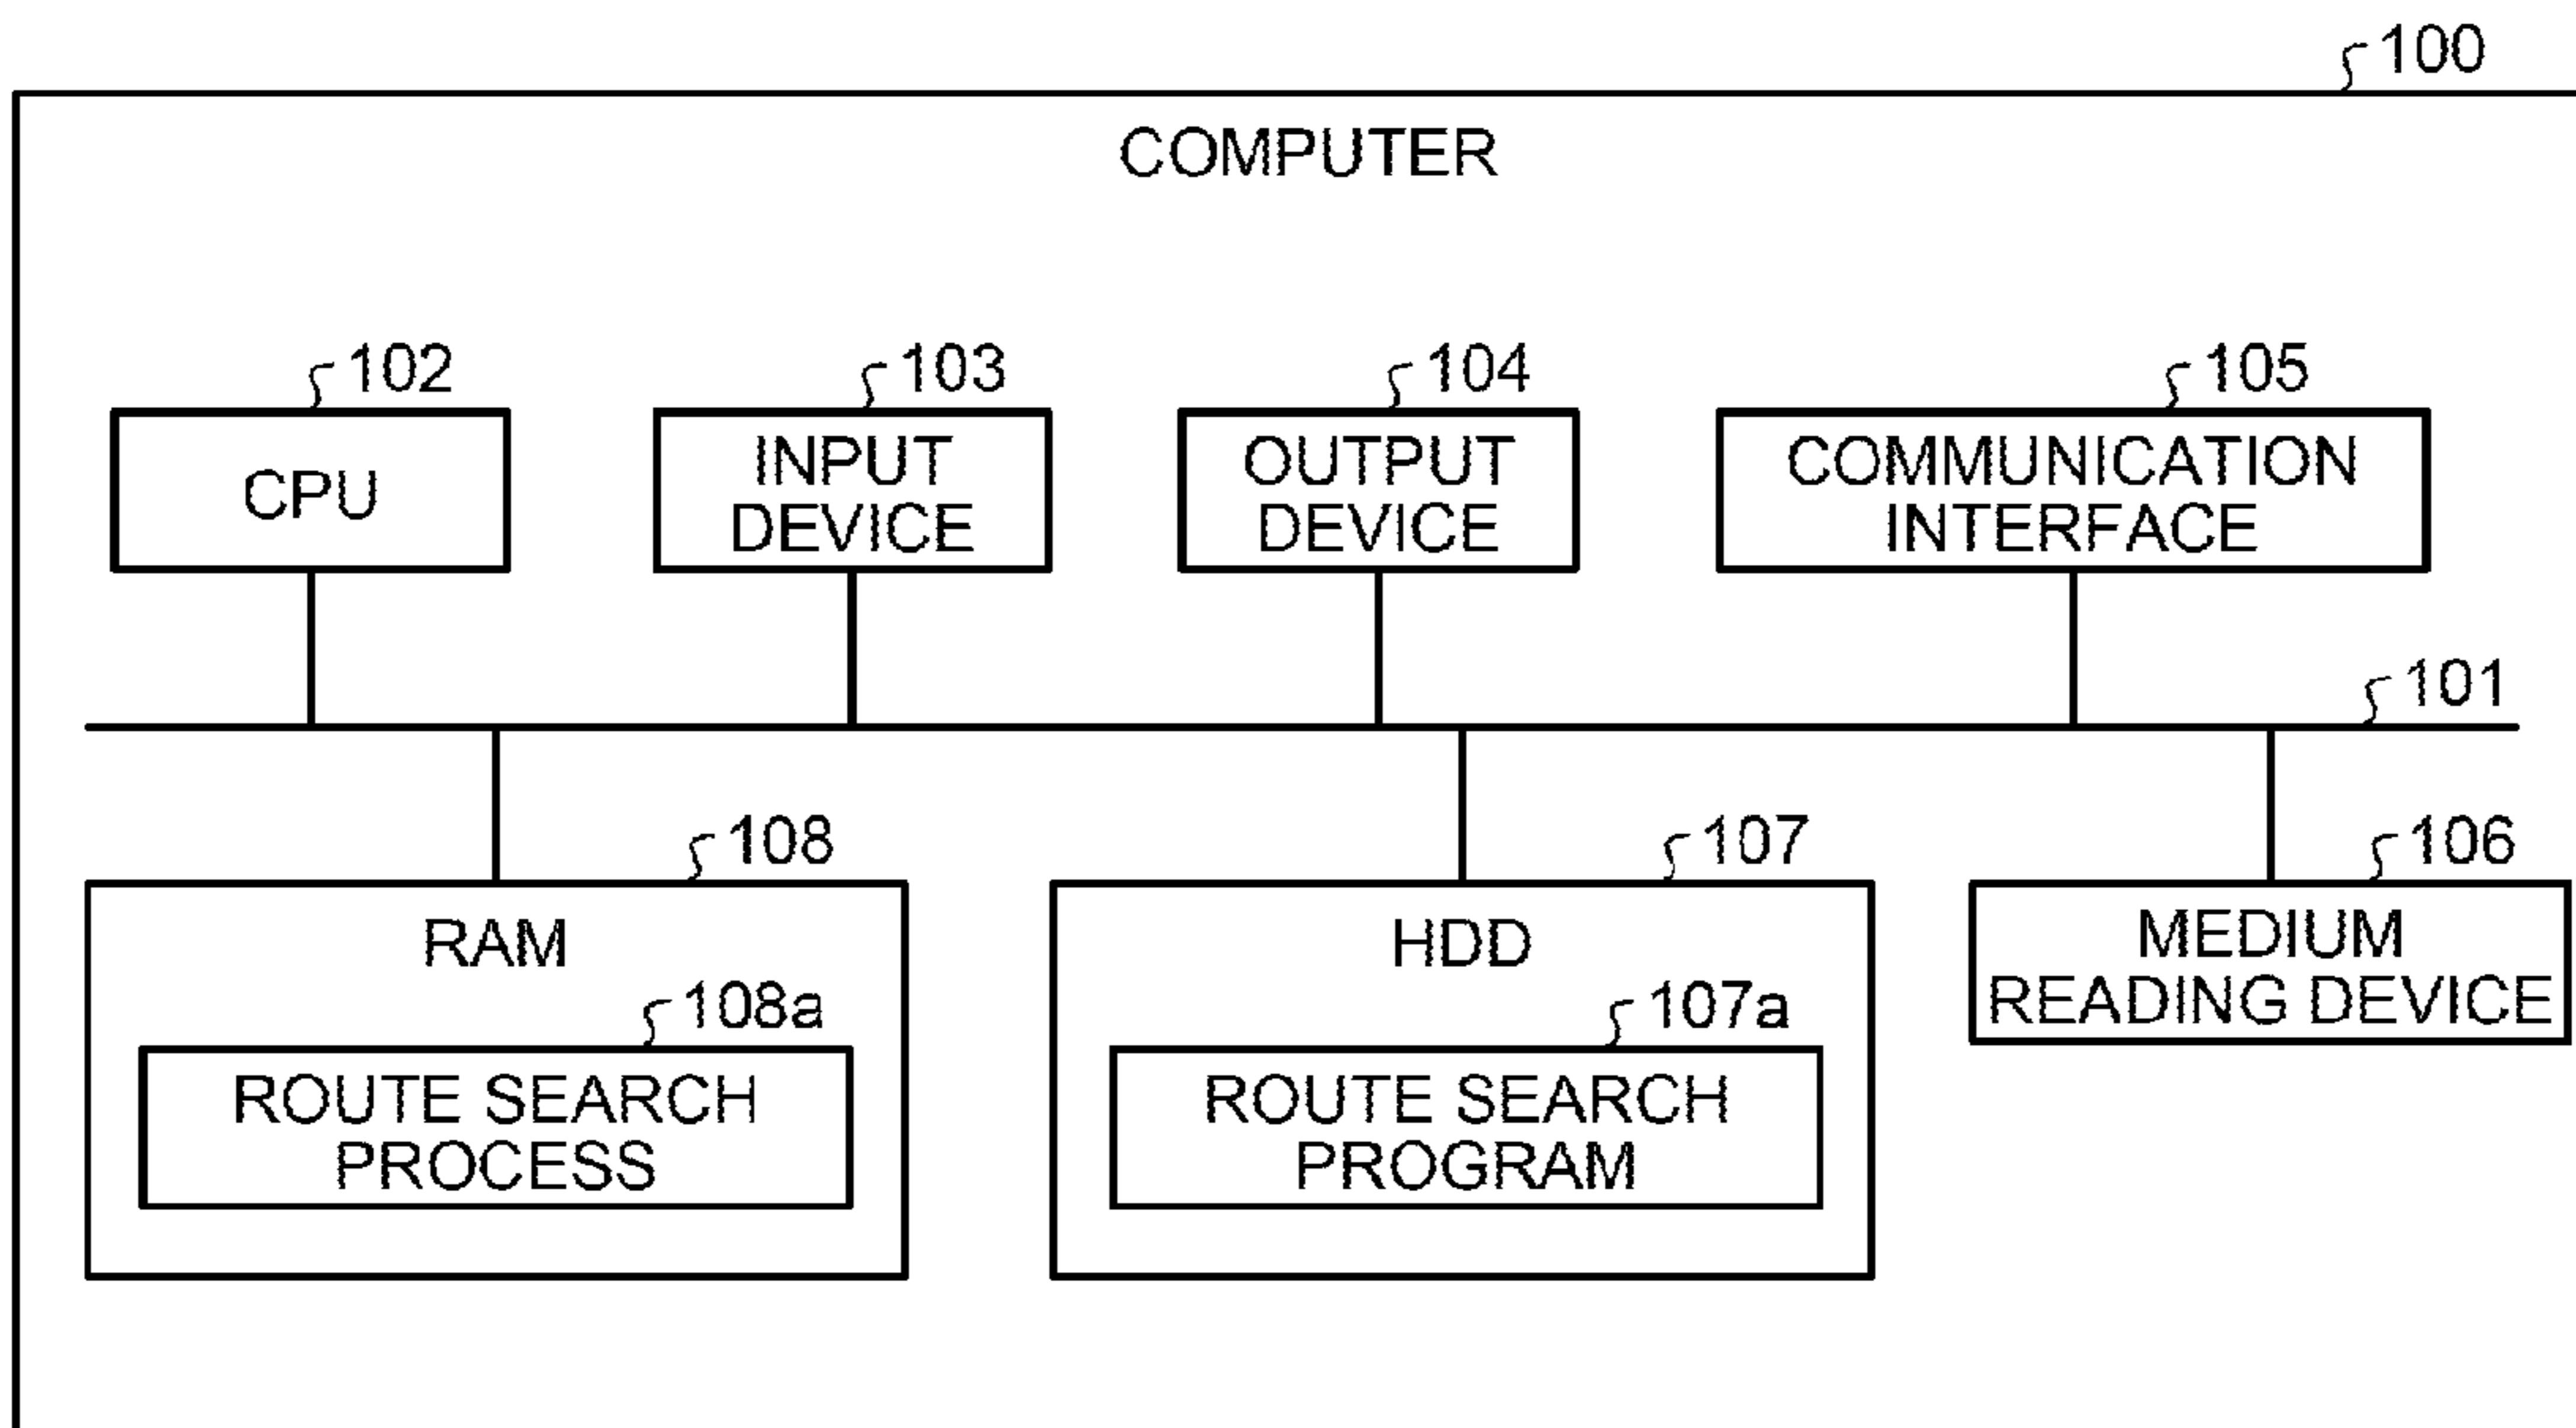 100
COMPUTER
102
103
104
105
CPU
INPUT
DEVICE
OUTPUT
DEVICE
COMMUNICATION
INTERFACE
101
108
107
106
RAM
HDD
MEDIUM
READING DEVICE
108a
107a
ROUTE SEARCH
PROCESS
ROUTE SEARCH
PROGRAM